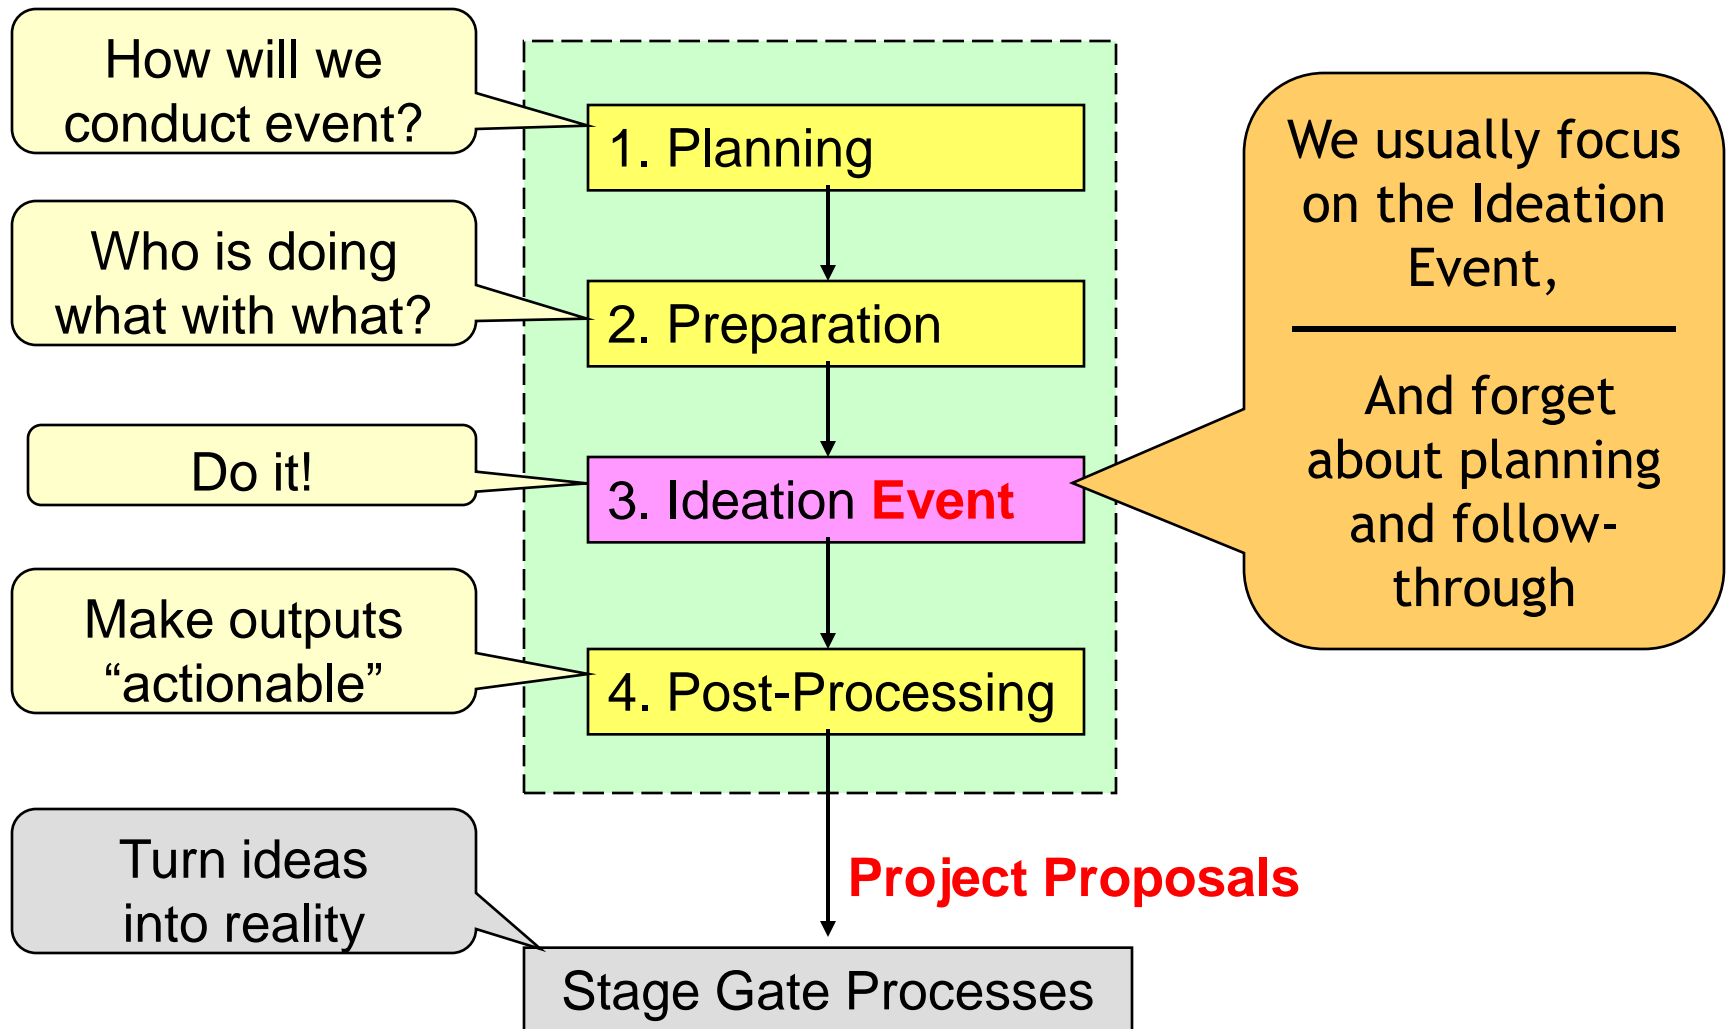 How will we
conduct event?
1. Planning
Who is doing
what with what?
2. Preparation
Do it!
3. Ideation Event
Make outputs
“actionable”
4. Post-Processing
We usually focus
on the Ideation
Event,
And forget
about planning
and follow-
through
Turn ideas
into reality
Project Proposals
Stage Gate Processes